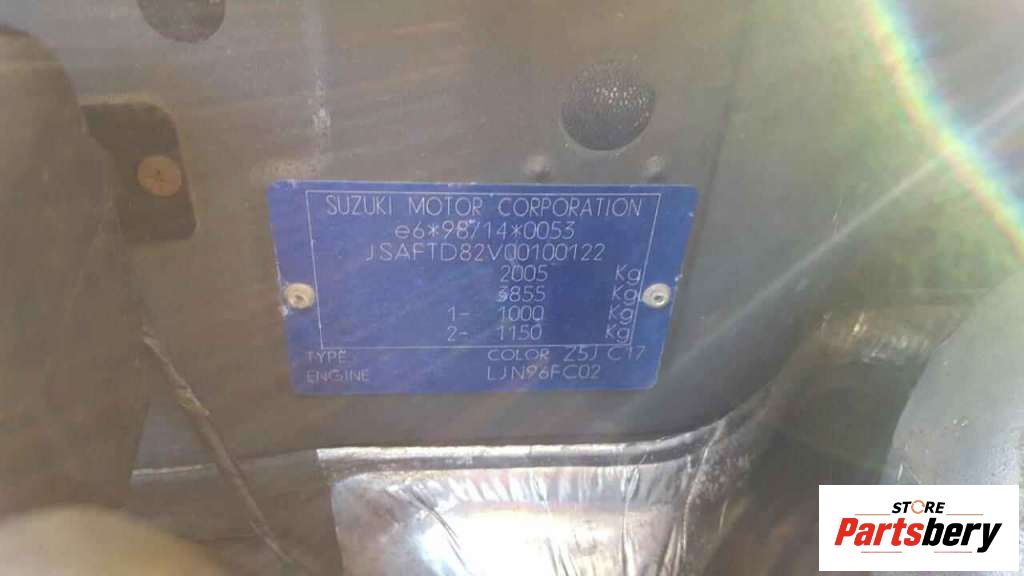 SUZUKI MOTOR CORPORATION
e6*98/14*0053
JSAFTD82V00100122
2005 Kg
3855 Kg
1- 1000 Kg
2- 1150 Kg
TYPE COLOR Z5J C17
ENGINE LJN96FC02
STORE
Partsbery